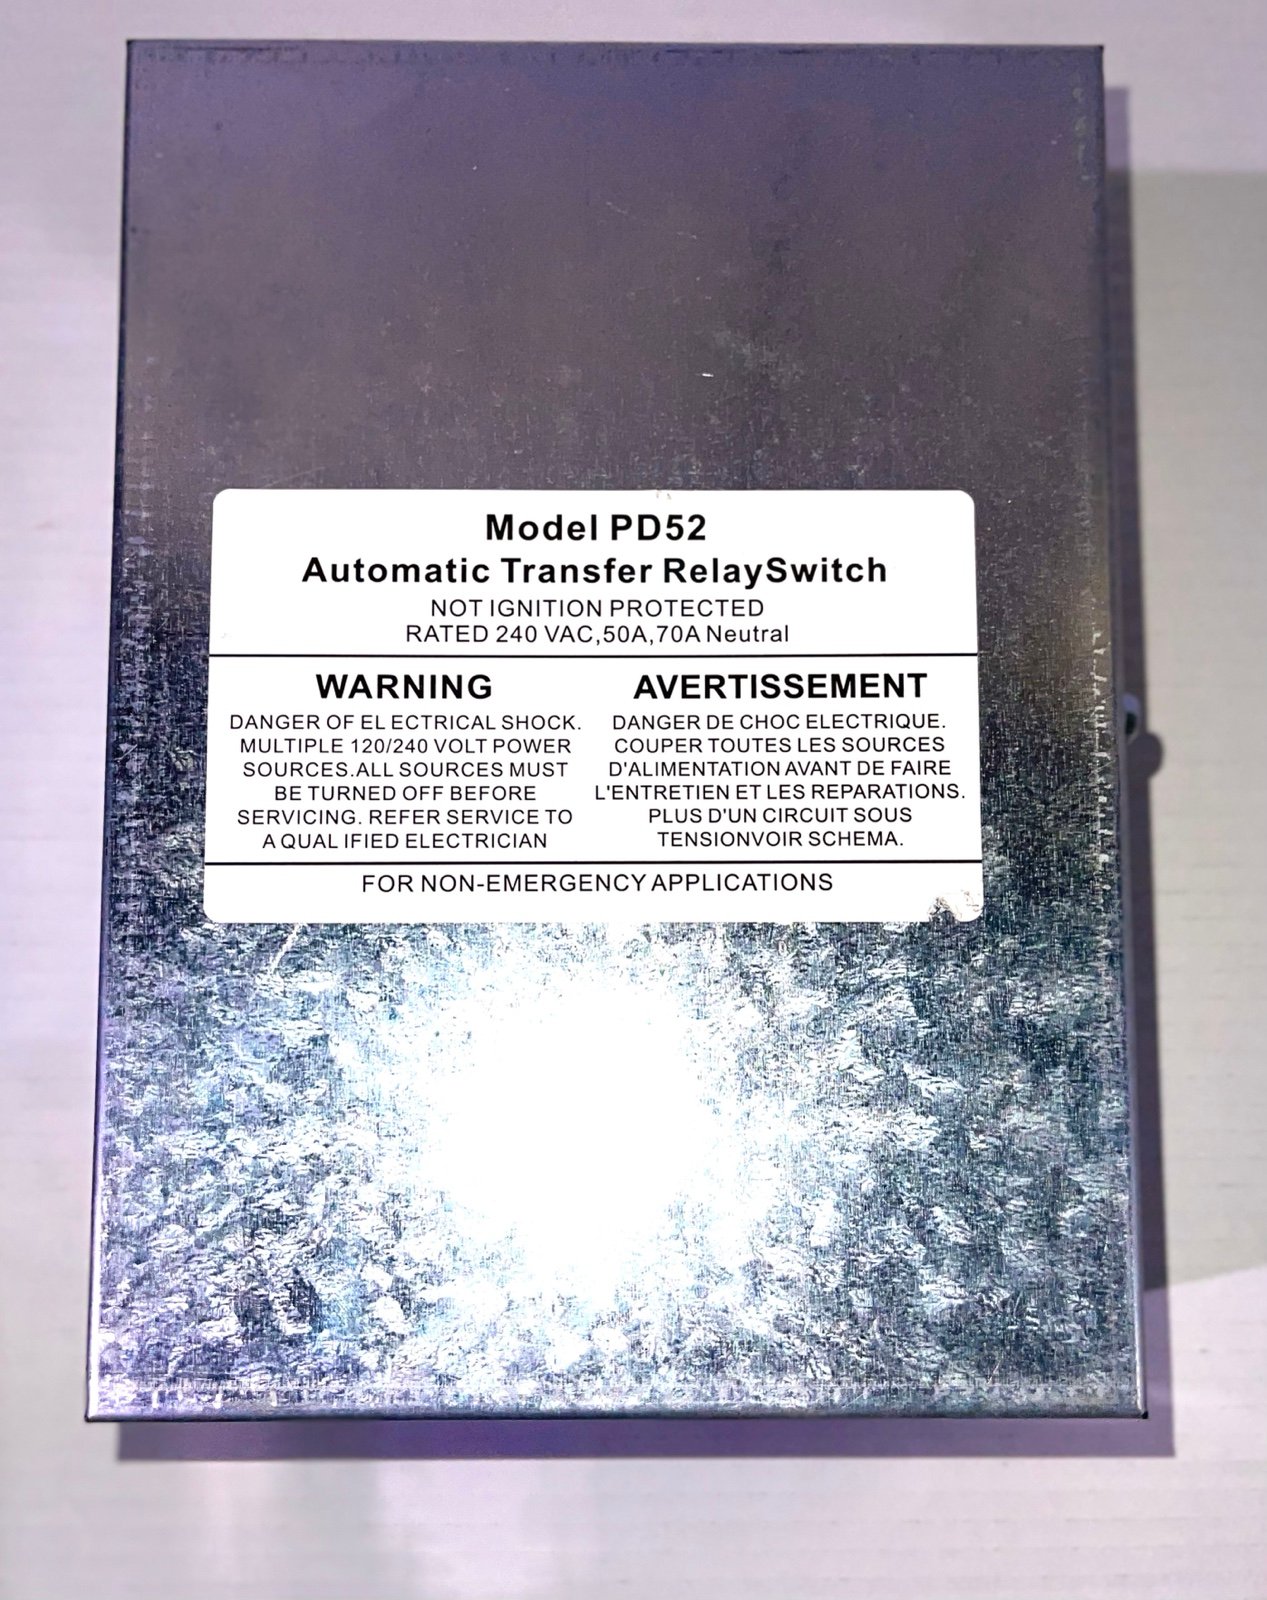 Model PD52
Automatic Transfer RelaySwitch
NOT IGNITION PROTECTED
RATED 240 VAC,50A,70A Neutral
WARNING
DANGER OF EL ECTRICAL SHOCK.
MULTIPLE 120/240 VOLT POWER
SOURCES.ALL SOURCES MUST
BE TURNED OFF BEFORE
SERVICING. REFER SERVICE TO
A QUAL IFIED ELECTRICIAN
AVERTISSEMENT
DANGER DE CHOC ELECTRIQUE.
COUPER TOUTES LES SOURCES
D'ALIMENTATION AVANT DE FAIRE
L'ENTRETIEN ET LES REPARATIONS.
PLUS D'UN CIRCUIT SOUS
TENSIONVOIR SCHEMA.
FOR NON-EMERGENCY APPLICATIONS